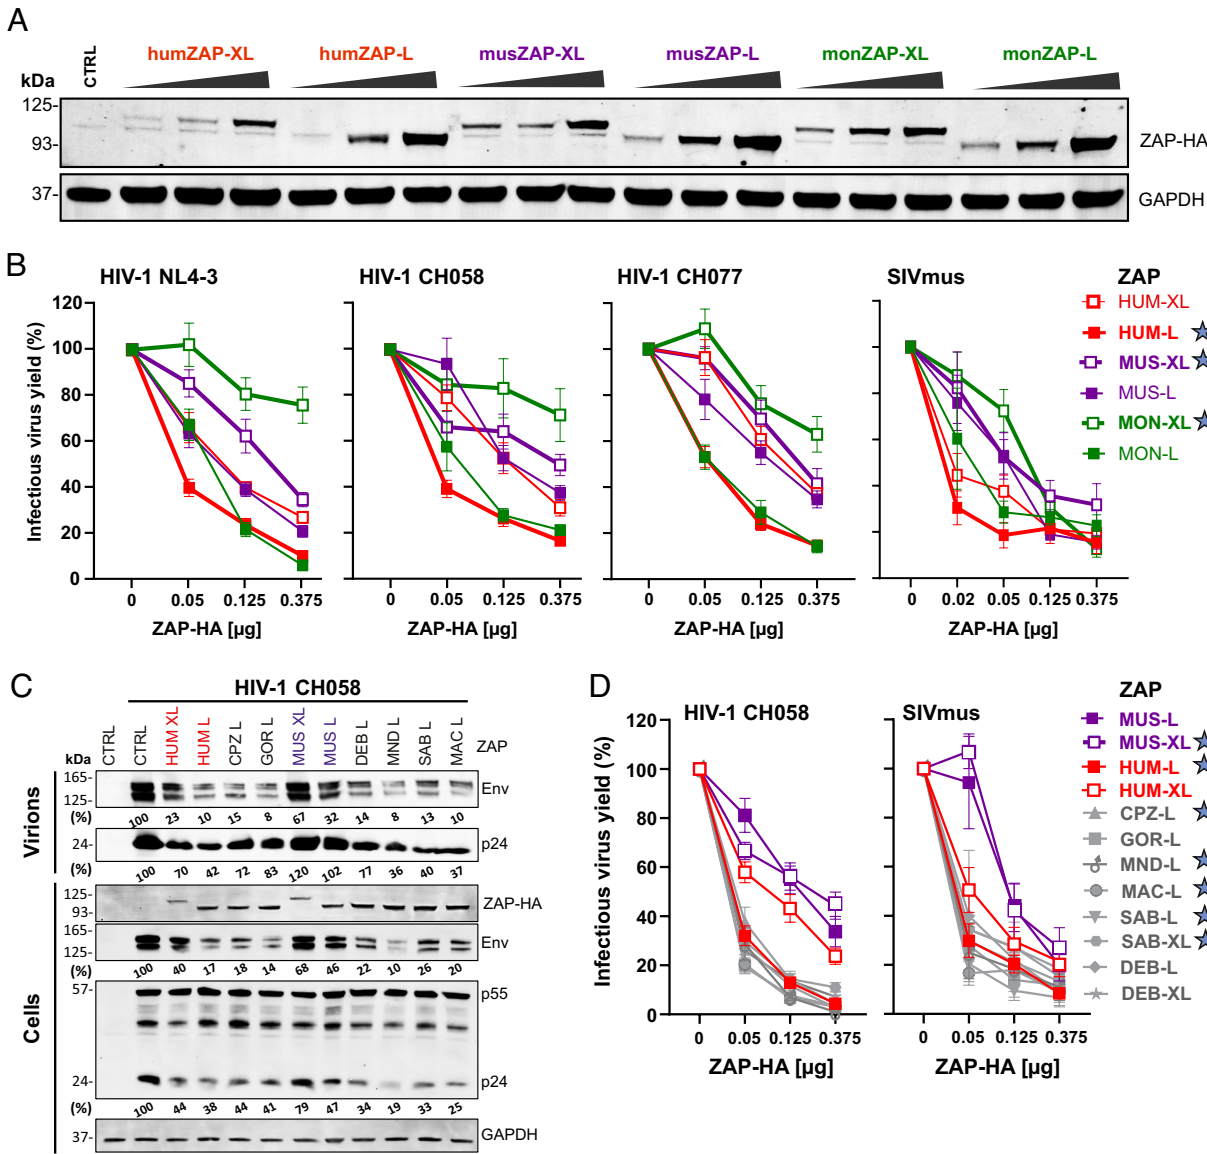 A
CTRL
humZAP-XL humZAP-L musZAP-XL musZAP-L monZAP-XL monZAP-L
kDa
125-
93-
ZAP-HA
37-
GAPDH
B
HIV-1 NL4-3 HIV-1 CH058 HIV-1 CH077 SIVmus ZAP
Infectious virus yield (%)
120
100
80
60
40
20
0
0 0.05 0.125 0.375 0 0.05 0.125 0.375 0 0.05 0.125 0.375 0 0.02 0.05 0.125 0.375
ZAP-HA [µg] ZAP-HA [µg] ZAP-HA [µg] ZAP-HA [µg]
HUM-XL
HUM-L
MUS-XL
MUS-L
MON-XL
MON-L
C
HIV-1 CH058
CTRL CTRL HUM XL HUM L CPZ L GOR L MUS XL MUS L DEB L MND L SAB L MAC L ZAP
kDa
Virions
165-
125-
Env
(%) 100 23 10 15 8 67 32 14 8 13 10
24-
p24
(%) 100 70 42 72 83 120 102 77 36 40 37
Cells
125-
93-
ZAP-HA
165-
125-
Env
(%) 100 40 17 18 14 68 46 22 10 26 20
57-
p55
24-
p24
(%) 100 44 38 44 41 79 47 34 19 33 25
37-
GAPDH
D
HIV-1 CH058 SIVmus ZAP
Infectious virus yield (%)
120
100
80
60
40
20
0
0 0.05 0.125 0.375 0 0.05 0.125 0.375
ZAP-HA [µg] ZAP-HA [µg]
MUS-L
MUS-XL
HUM-L
HUM-XL
CPZ-L
GOR-L
MND-L
MAC-L
SAB-L
SAB-XL
DEB-L
DEB-XL